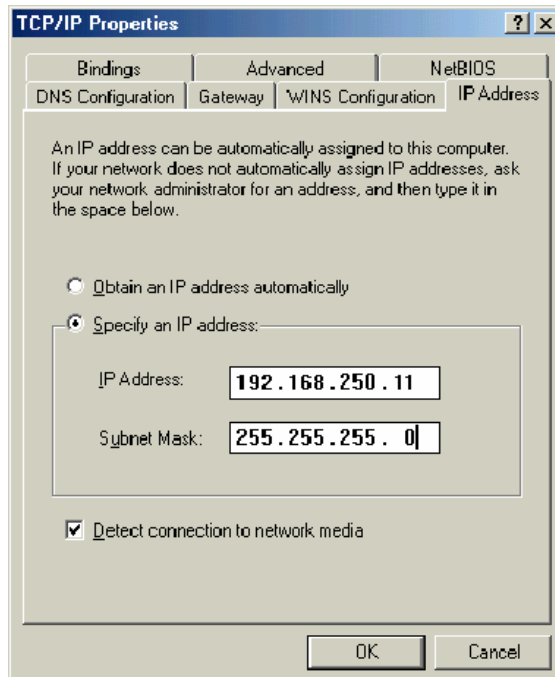 TCP/IP Properties
Bindings
Advanced
NetBIOS
DNS Configuration
Gateway
WINS Configuration
IP Address
An IP address can be automatically assigned to this computer.
If your network does not automatically assign IP addresses, ask
your network administrator for an address, and then type it in
the space below.
Obtain an IP address automatically
Specify an IP address:
IP Address: 192.168.250.11
Subnet Mask: 255.255.255. 0
Detect connection to network media
OK
Cancel